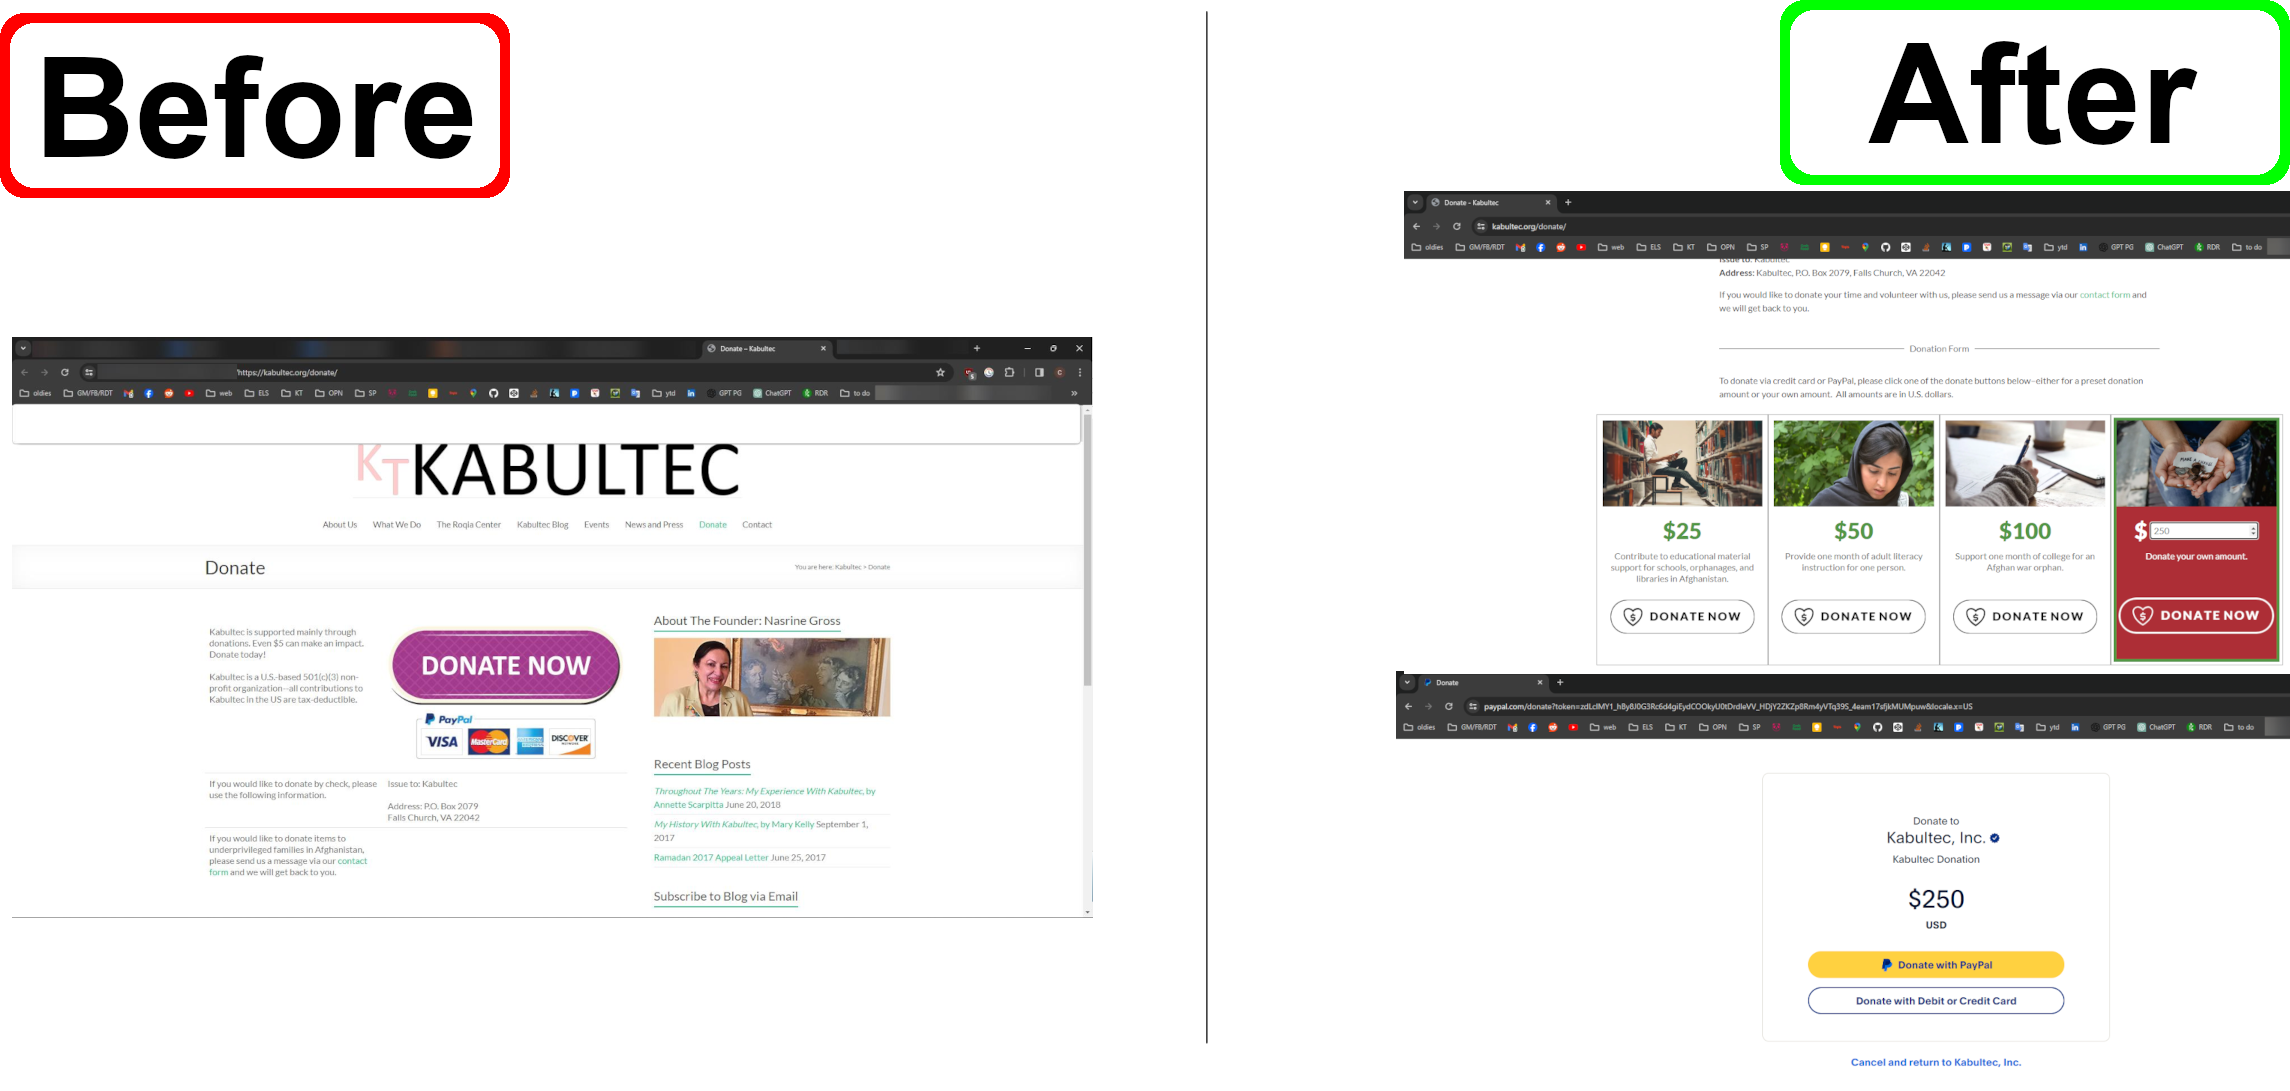 Before
Donate – Kabultec
https://kabultec.org/donate/
oldies GM/FB/RDT web ELS KT OPN SP ytd GPT PG ChatGPT RDR to do
KT KABULTEC
About Us What We Do The Roqia Center Kabultec Blog Events News and Press Donate Contact
Donate
You are here: Kabultec > Donate
Kabultec is supported mainly through
donations. Even $5 can make an impact.
Donate today!
Kabultec is a U.S.-based 501(c)(3) non-
profit organization--all contributions to
Kabultec in the US are tax-deductible.
DONATE NOW
PayPal
VISA MasterCard DISCOVER
If you would like to donate by check, please
use the following information.
Issue to: Kabultec
Address: P.O. Box 2079
Falls Church, VA 22042
If you would like to donate items to
underprivileged families in Afghanistan,
please send us a message via our contact
form and we will get back to you.
About The Founder: Nasrine Gross
Recent Blog Posts
Throughout The Years: My Experience With Kabultec, by
Annette Scarpitta June 20, 2018
My History With Kabultec, by Mary Kelly September 1,
2017
Ramadan 2017 Appeal Letter June 25, 2017
Subscribe to Blog via Email
After
Donate - Kabultec
kabultec.org/donate/
oldies GM/FB/RDT web ELS KT OPN SP ytd GPT PG ChatGPT RDR to do
Issue to: Kabultec
Address: Kabultec, P.O. Box 2079, Falls Church, VA 22042
If you would like to donate your time and volunteer with us, please send us a message via our contact form and
we will get back to you.
Donation Form
To donate via credit card or PayPal, please click one of the donate buttons below–either for a preset donation
amount or your own amount. All amounts are in U.S. dollars.
$25
Contribute to educational material
support for schools, orphanages, and
libraries in Afghanistan.
DONATE NOW
$50
Provide one month of adult literacy
instruction for one person.
DONATE NOW
$100
Support one month of college for an
Afghan war orphan.
DONATE NOW
$ 250
Donate your own amount.
DONATE NOW
Donate
oldies GM/FB/RDT web ELS KT OPN SP ytd GPT PG ChatGPT RDR to do
Donate to
Kabultec, Inc.
Kabultec Donation
$250
USD
Donate with PayPal
Donate with Debit or Credit Card
Cancel and return to Kabultec, Inc.